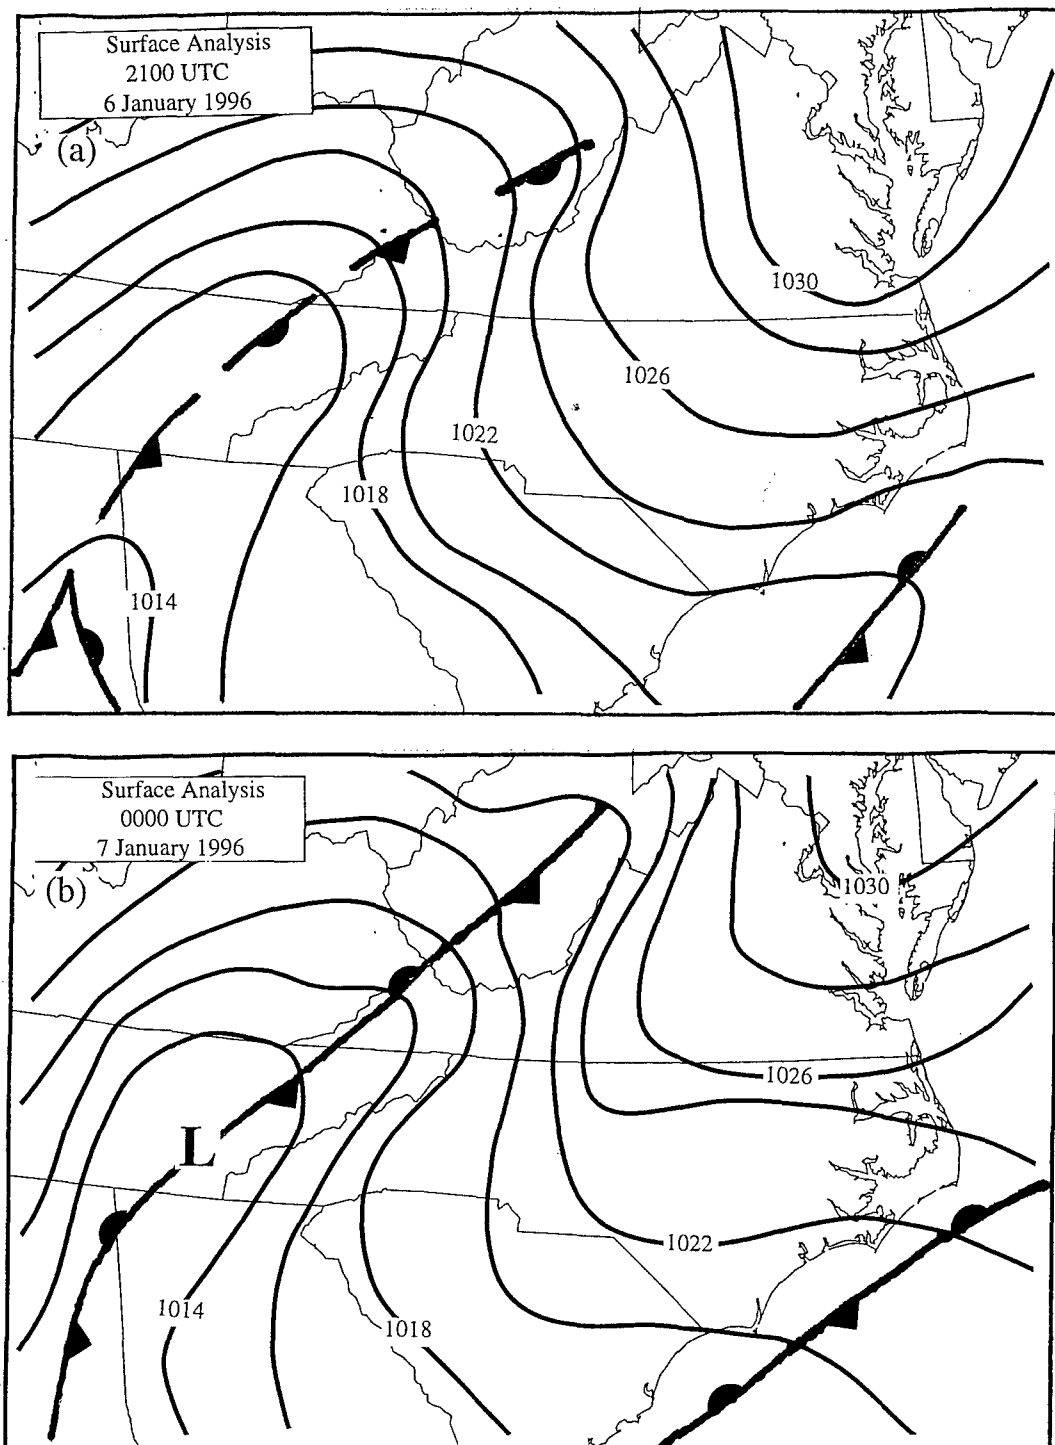 Surface Analysis
2100 UTC
6 January 1996
(a)
1030
1026
1022
1018
1014
Surface Analysis
0000 UTC
7 January 1996
(b)
1030
1026
L
1022
1014
1018